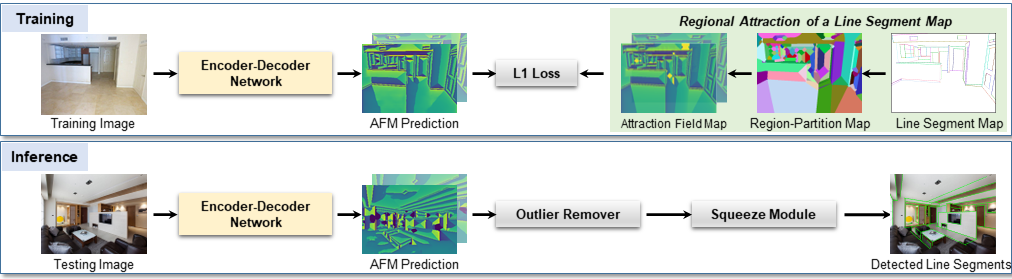 Training
Regional Attraction of a Line Segment Map
Encoder-Decoder
Network
L1 Loss
Training Image
AFM Prediction
Attraction Field Map
Region-Partition Map
Line Segment Map
Inference
Encoder-Decoder
Network
Outlier Remover
Squeeze Module
Testing Image
AFM Prediction
Detected Line Segments